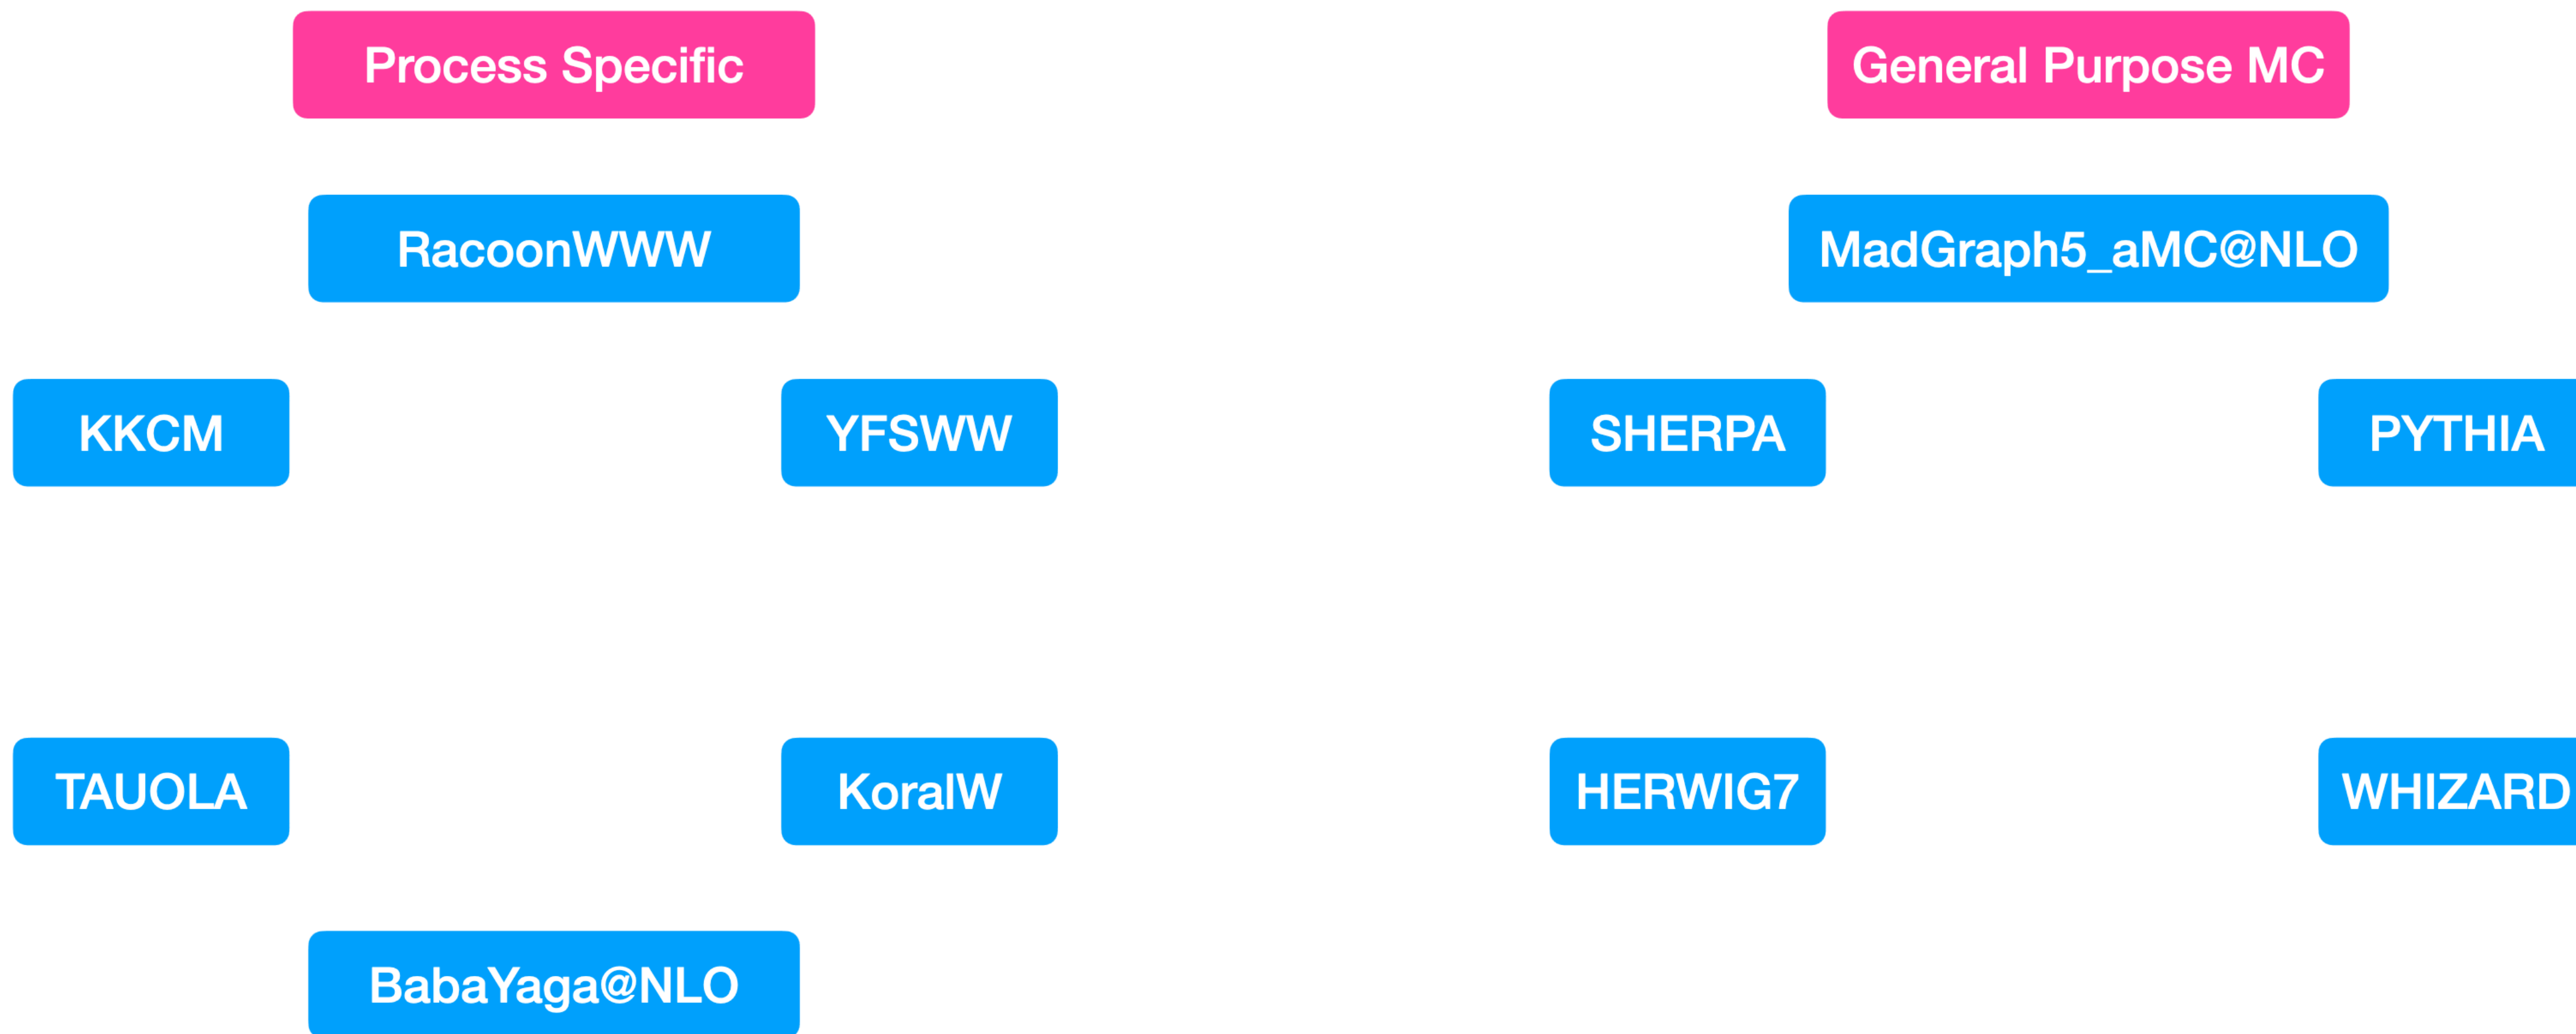 Process Specific
General Purpose MC
RacoonWWW
MadGraph5_aMC@NLO
KKCM
YFSWW
SHERPA
PYTHIA
TAUOLA
KoralW
HERWIG7
WHIZARD
BabaYaga@NLO